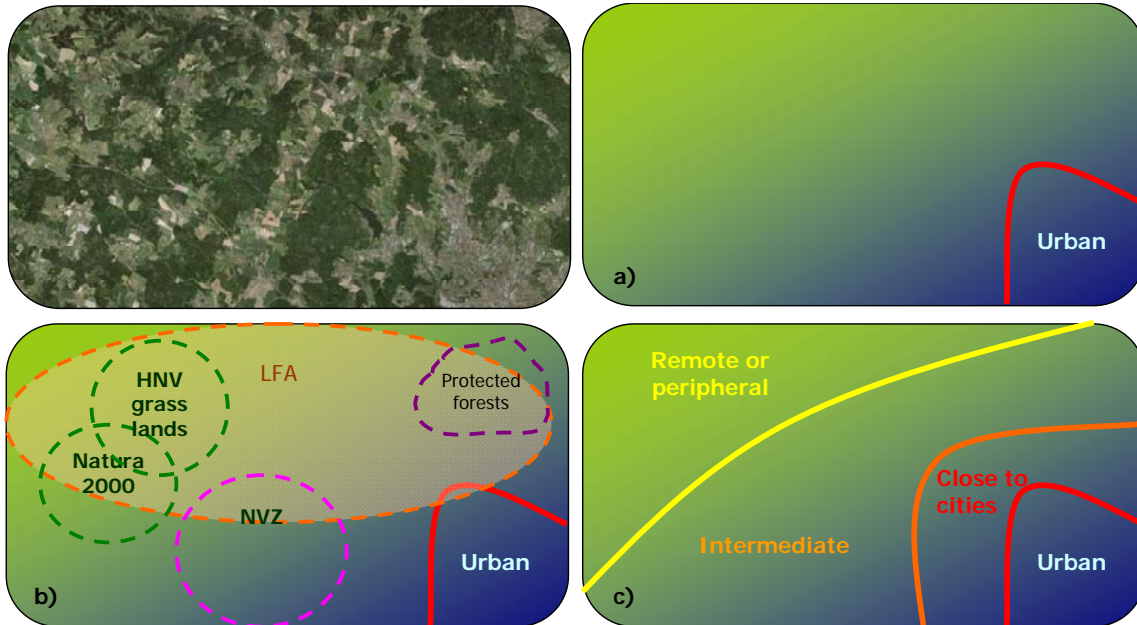 Urban
a)
HNV
grass
lands
LFA
Protected
forests
Natura
2000
NVZ
Urban
b)
Remote or
peripheral
Close to
cities
Intermediate
Urban
c)